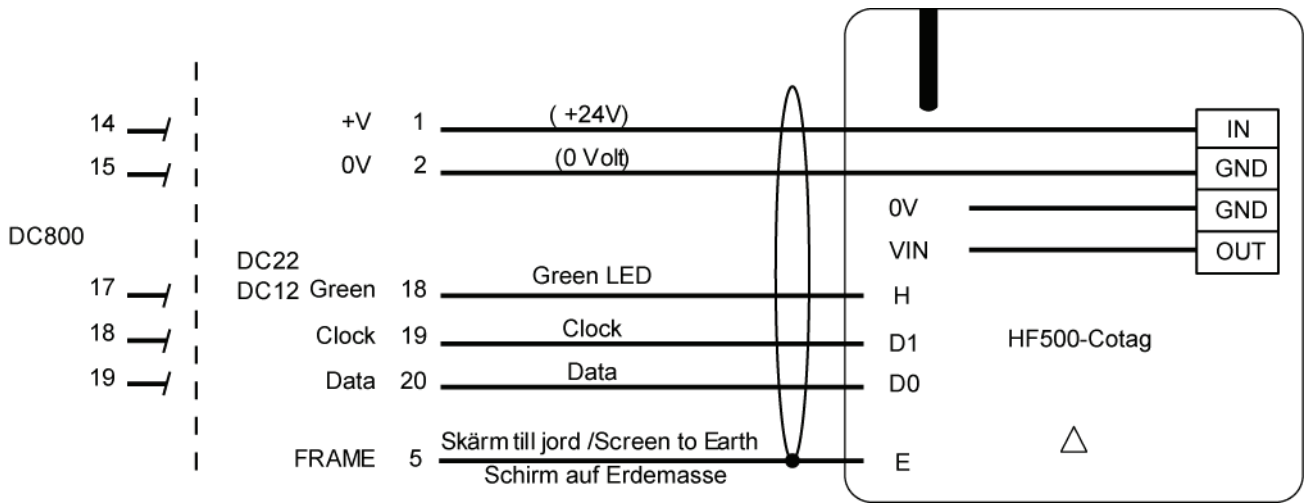 14 +V 1 ( +24V) IN
15 0V 2 (0 Volt) GND
0V GND
DC800
VIN OUT
DC22
17 DC12 Green 18 Green LED H
18 Clock 19 Clock D1 HF500-Cotag
19 Data 20 Data D0
FRAME 5 Skärm till jord /Screen to Earth E
Schirm auf Erdemasse